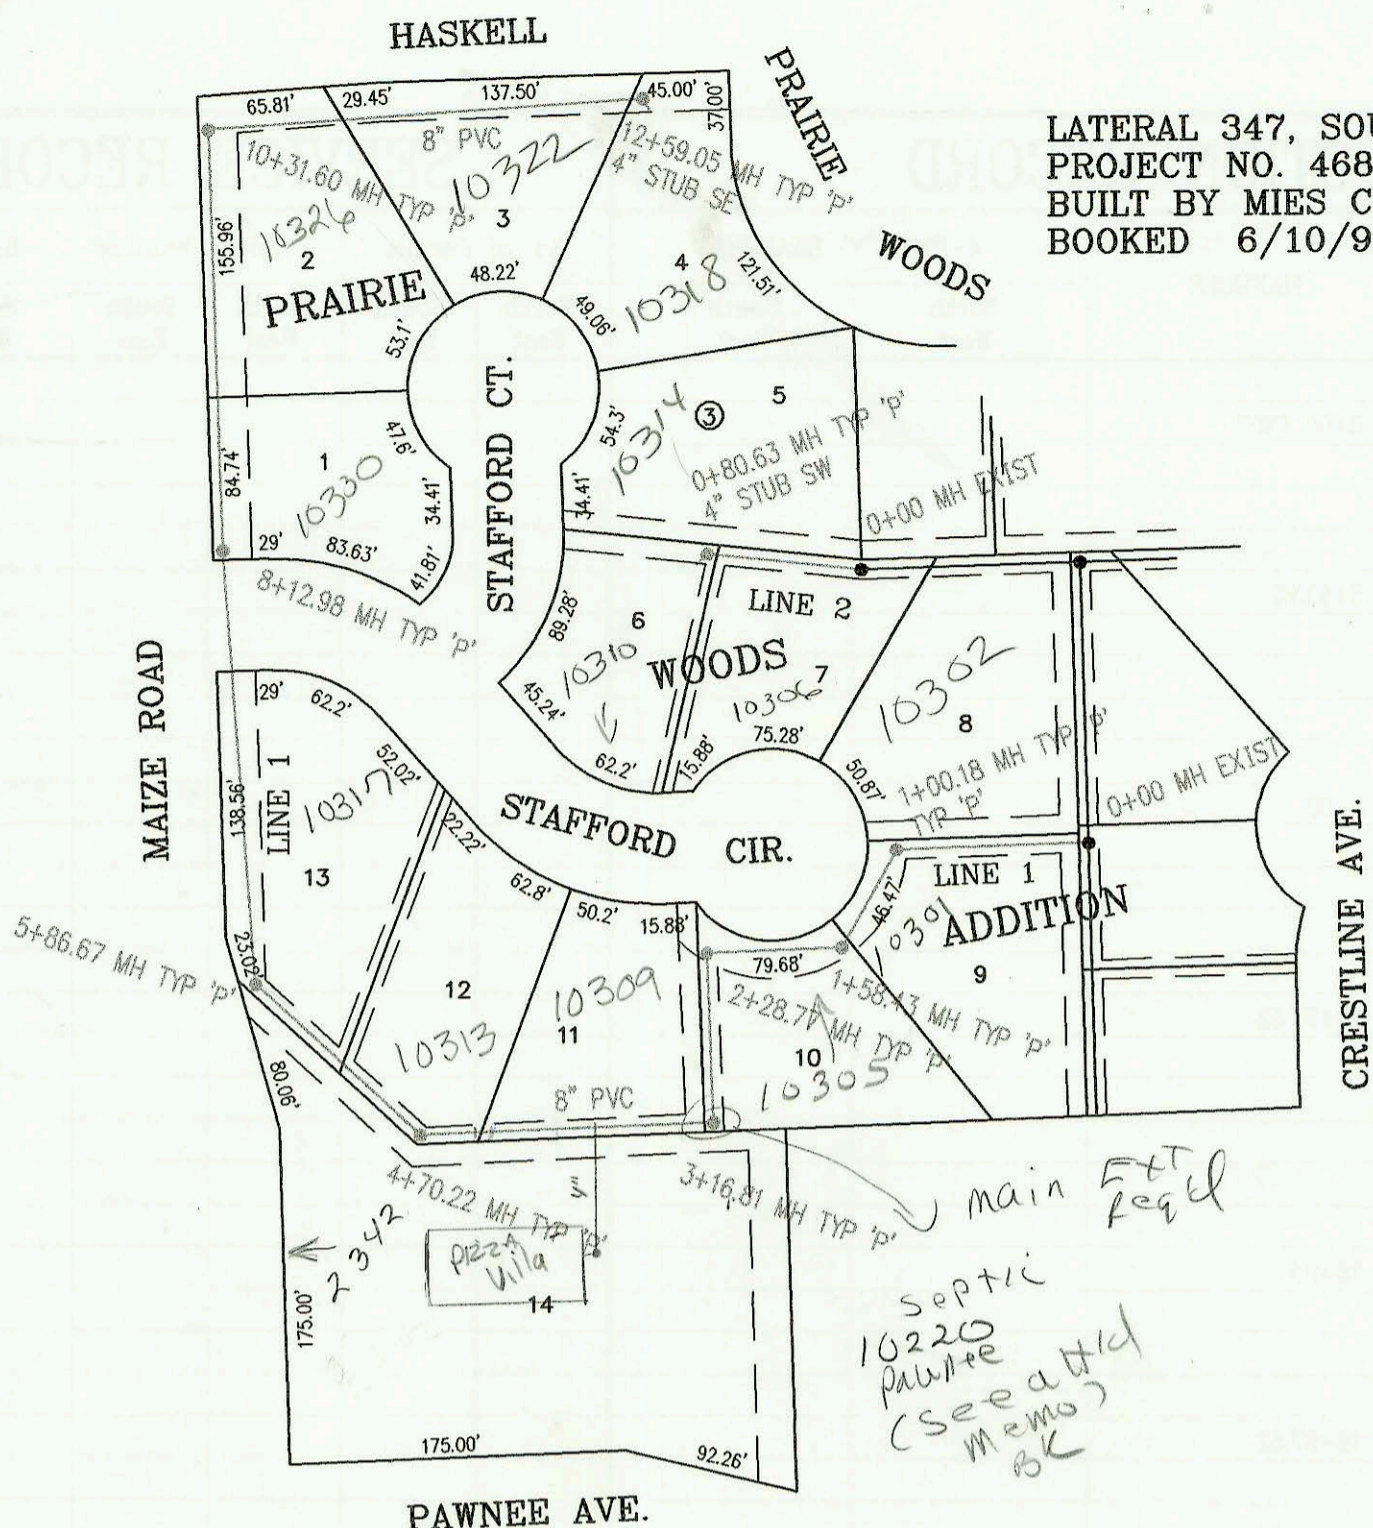 HASKELL
PRAIRIE
WOODS
LATERAL 347, SOU
PROJECT NO. 468
BUILT BY MIES C
BOOKED 6/10/9
65.81'
29.45'
137.50'
45.00'
37.00'
8" PVC
10+31.60 MH TYP 'P'
12+59.05 MH TYP 'P'
4" STUB SE
10322
3
10326
2
155.96'
PRAIRIE
48.22'
4
10318
121.51'
49.06'
53.1'
STAFFORD CT.
5
3
10314
54.3'
0+80.63 MH TYP 'P'
4" STUB SW
0+00 MH EXIST
84.74'
1
10330
47.6'
34.41'
34.41'
29'
83.63'
41.81'
8+12.98 MH TYP 'P'
89.28'
LINE 2
6
10310
WOODS
7
10306
10302
8
45.24'
62.2'
15.88'
75.28'
50.87'
1+00.18 MH TYP 'P'
TYP 'P'
0+00 MH EXIST
MAIZE ROAD
29'
62.2'
52.02'
138.56'
LINE 1
10317
13
22.22'
STAFFORD CIR.
62.8'
50.2'
15.88'
46.47'
LINE 1
ADDITION
9
CRESTLINE AVE.
5+86.67 MH TYP 'P'
23.02'
12
10313
10309
11
79.68'
1+58.43 MH TYP 'P'
2+28.77 MH TYP 'P'
10
10305
80.06'
8" PVC
4"
4+70.22 MH TYP 'P'
3+16.81 MH TYP 'P'
main EXT
Req'd
2342
PIZZA
Villa
14
175.00'
septic
10220
Pawnee
(See att'd
memo)
BK
175.00'
92.26'
PAWNEE AVE.